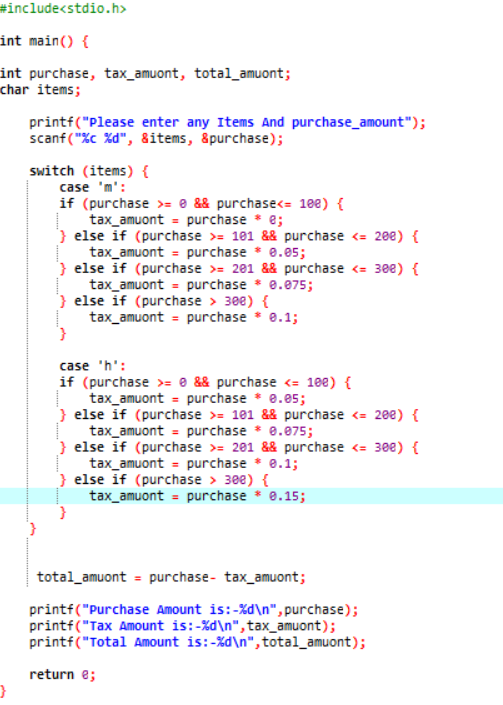 #include<stdio.h>
int main() {
int purchase, tax_amuont, total_amuont;
char items;
printf("Please enter any Items And purchase_amount");
scanf("%c %d", &items, &purchase);
switch (items) {
case 'm':
if (purchase >= 0 && purchase<= 100) {
tax_amuont = purchase * 0;
} else if (purchase >= 101 && purchase <= 200) {
tax_amuont = purchase * 0.05;
} else if (purchase >= 201 && purchase <= 300) {
tax_amuont = purchase * 0.075;
} else if (purchase > 300) {
tax_amuont = purchase * 0.1;
}
case 'h':
if (purchase >= 0 && purchase <= 100) {
tax_amuont = purchase * 0.05;
} else if (purchase >= 101 && purchase <= 200) {
tax_amuont = purchase * 0.075;
} else if (purchase >= 201 && purchase <= 300) {
tax_amuont = purchase * 0.1;
} else if (purchase > 300) {
tax_amuont = purchase * 0.15;
}
}
total_amuont = purchase- tax_amuont;
printf("Purchase Amount is:-%d\n",purchase);
printf("Tax Amount is:-%d\n",tax_amuont);
printf("Total Amount is:-%d\n",total_amuont);
return 0;
}